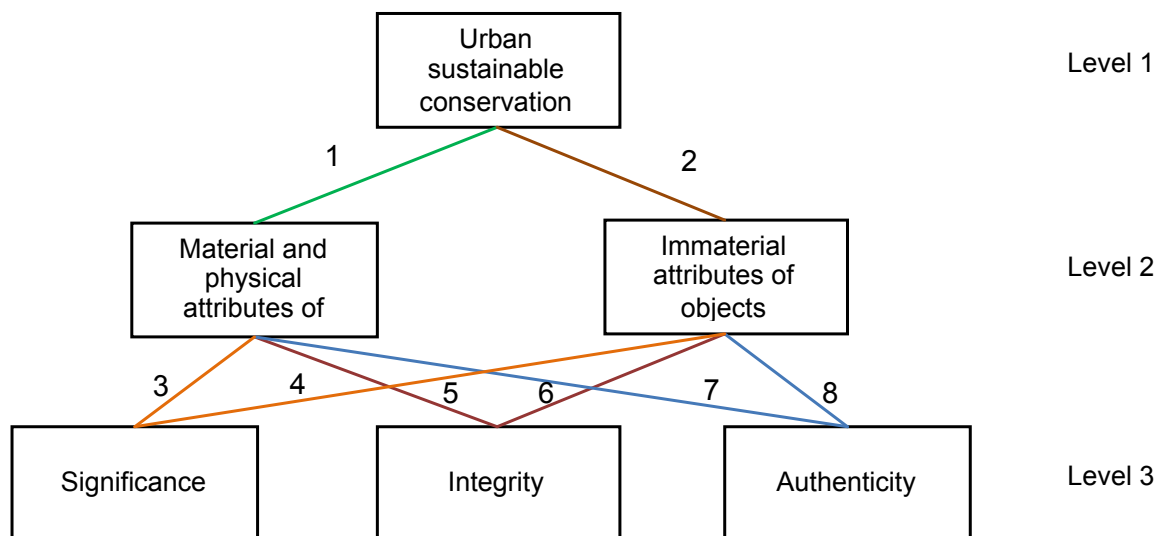 Urban
sustainable
conservation
Level 1
1
2
Material and
physical
attributes of
Immaterial
attributes of
objects
Level 2
3
4
5
6
7
8
Significance
Integrity
Authenticity
Level 3